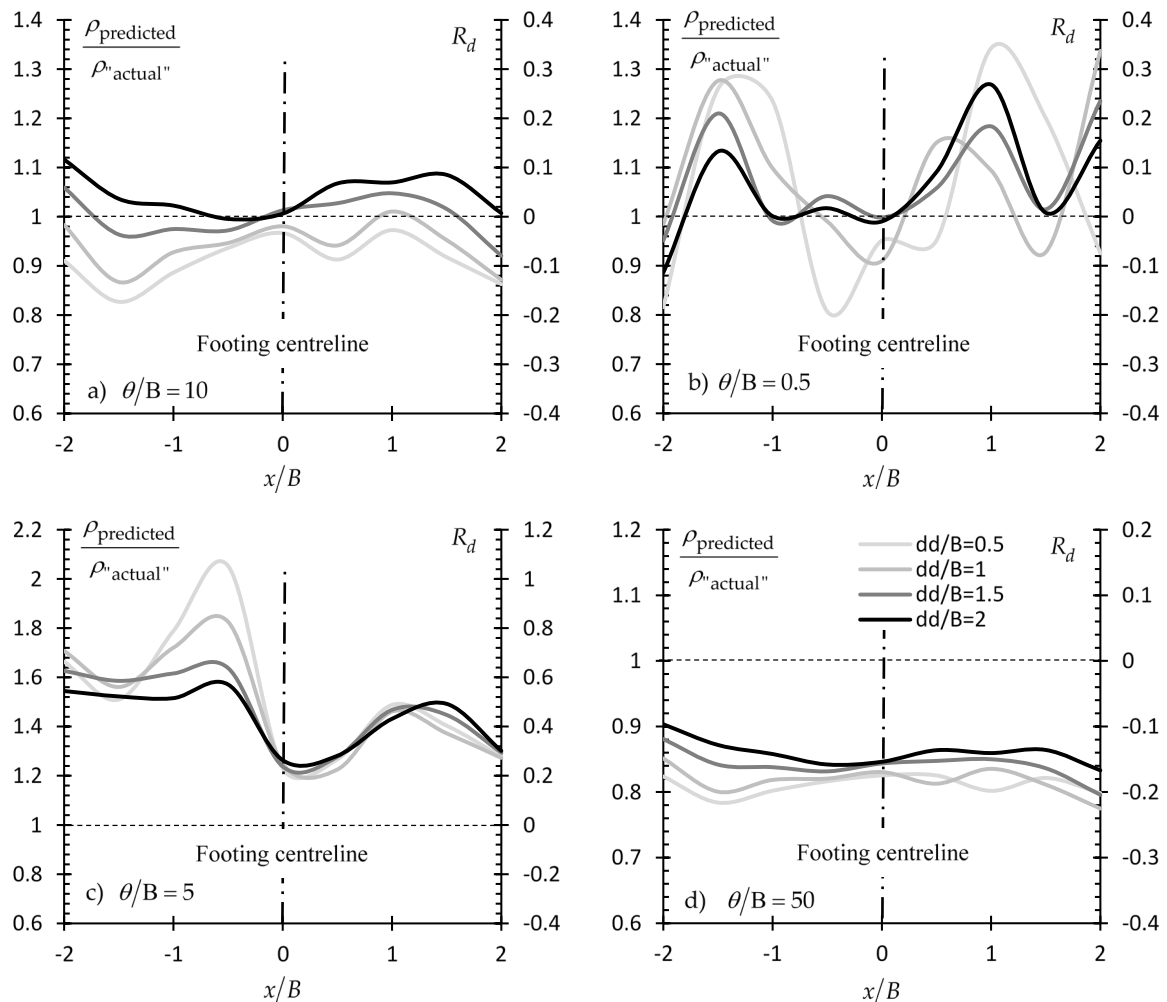 ρpredicted
ρ"actual"
Rd
1.4
1.3
1.2
1.1
1
0.9
0.8
0.7
0.6
0.4
0.3
0.2
0.1
0
-0.1
-0.2
-0.3
-0.4
Footing centreline
a) θ/B = 10
-2 -1 0 1 2
x/B
ρpredicted
ρ"actual"
Rd
1.4
1.3
1.2
1.1
1
0.9
0.8
0.7
0.6
0.4
0.3
0.2
0.1
0
-0.1
-0.2
-0.3
-0.4
Footing centreline
b) θ/B = 0.5
-2 -1 0 1 2
x/B
ρpredicted
ρ"actual"
Rd
2.2
2
1.8
1.6
1.4
1.2
1
0.8
0.6
1.2
1
0.8
0.6
0.4
0.2
0
-0.2
-0.4
Footing centreline
c) θ/B = 5
-2 -1 0 1 2
x/B
ρpredicted
ρ"actual"
Rd
1.2
1.1
1
0.9
0.8
0.7
0.6
dd/B=0.5
dd/B=1
dd/B=1.5
dd/B=2
0.2
0.1
0
-0.1
-0.2
-0.3
-0.4
Footing centreline
d) θ/B = 50
-2 -1 0 1 2
x/B